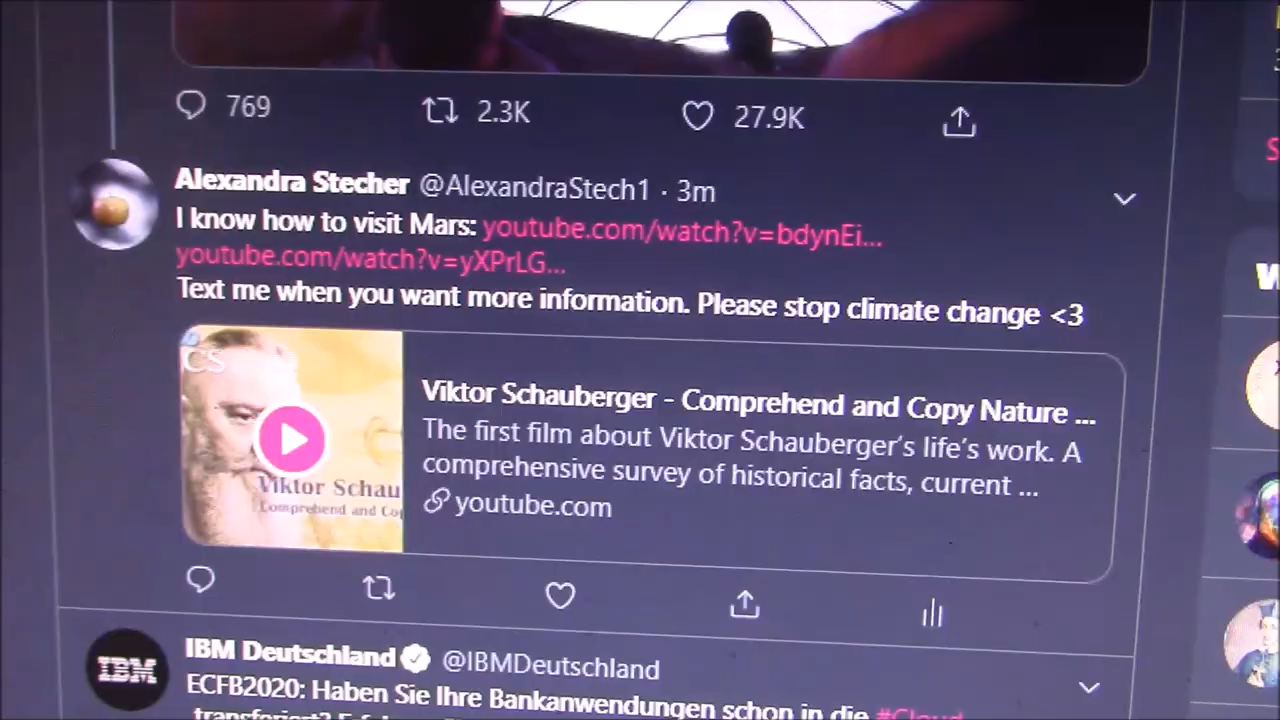 769 2.3K 27.9K
Alexandra Stecher @AlexandraStech1 · 3m
I know how to visit Mars: youtube.com/watch?v=bdynEi...
youtube.com/watch?v=yXPrLG...
Text me when you want more information. Please stop climate change <3
CS
Viktor Schau
Comprehend and Co
Viktor Schauberger - Comprehend and Copy Nature ...
The first film about Viktor Schauberger's life's work. A
comprehensive survey of historical facts, current ...
youtube.com
IBM
IBM Deutschland @IBMDeutschland
ECFB2020: Haben Sie Ihre Bankanwendungen schon in die #Cloud
transferiert?